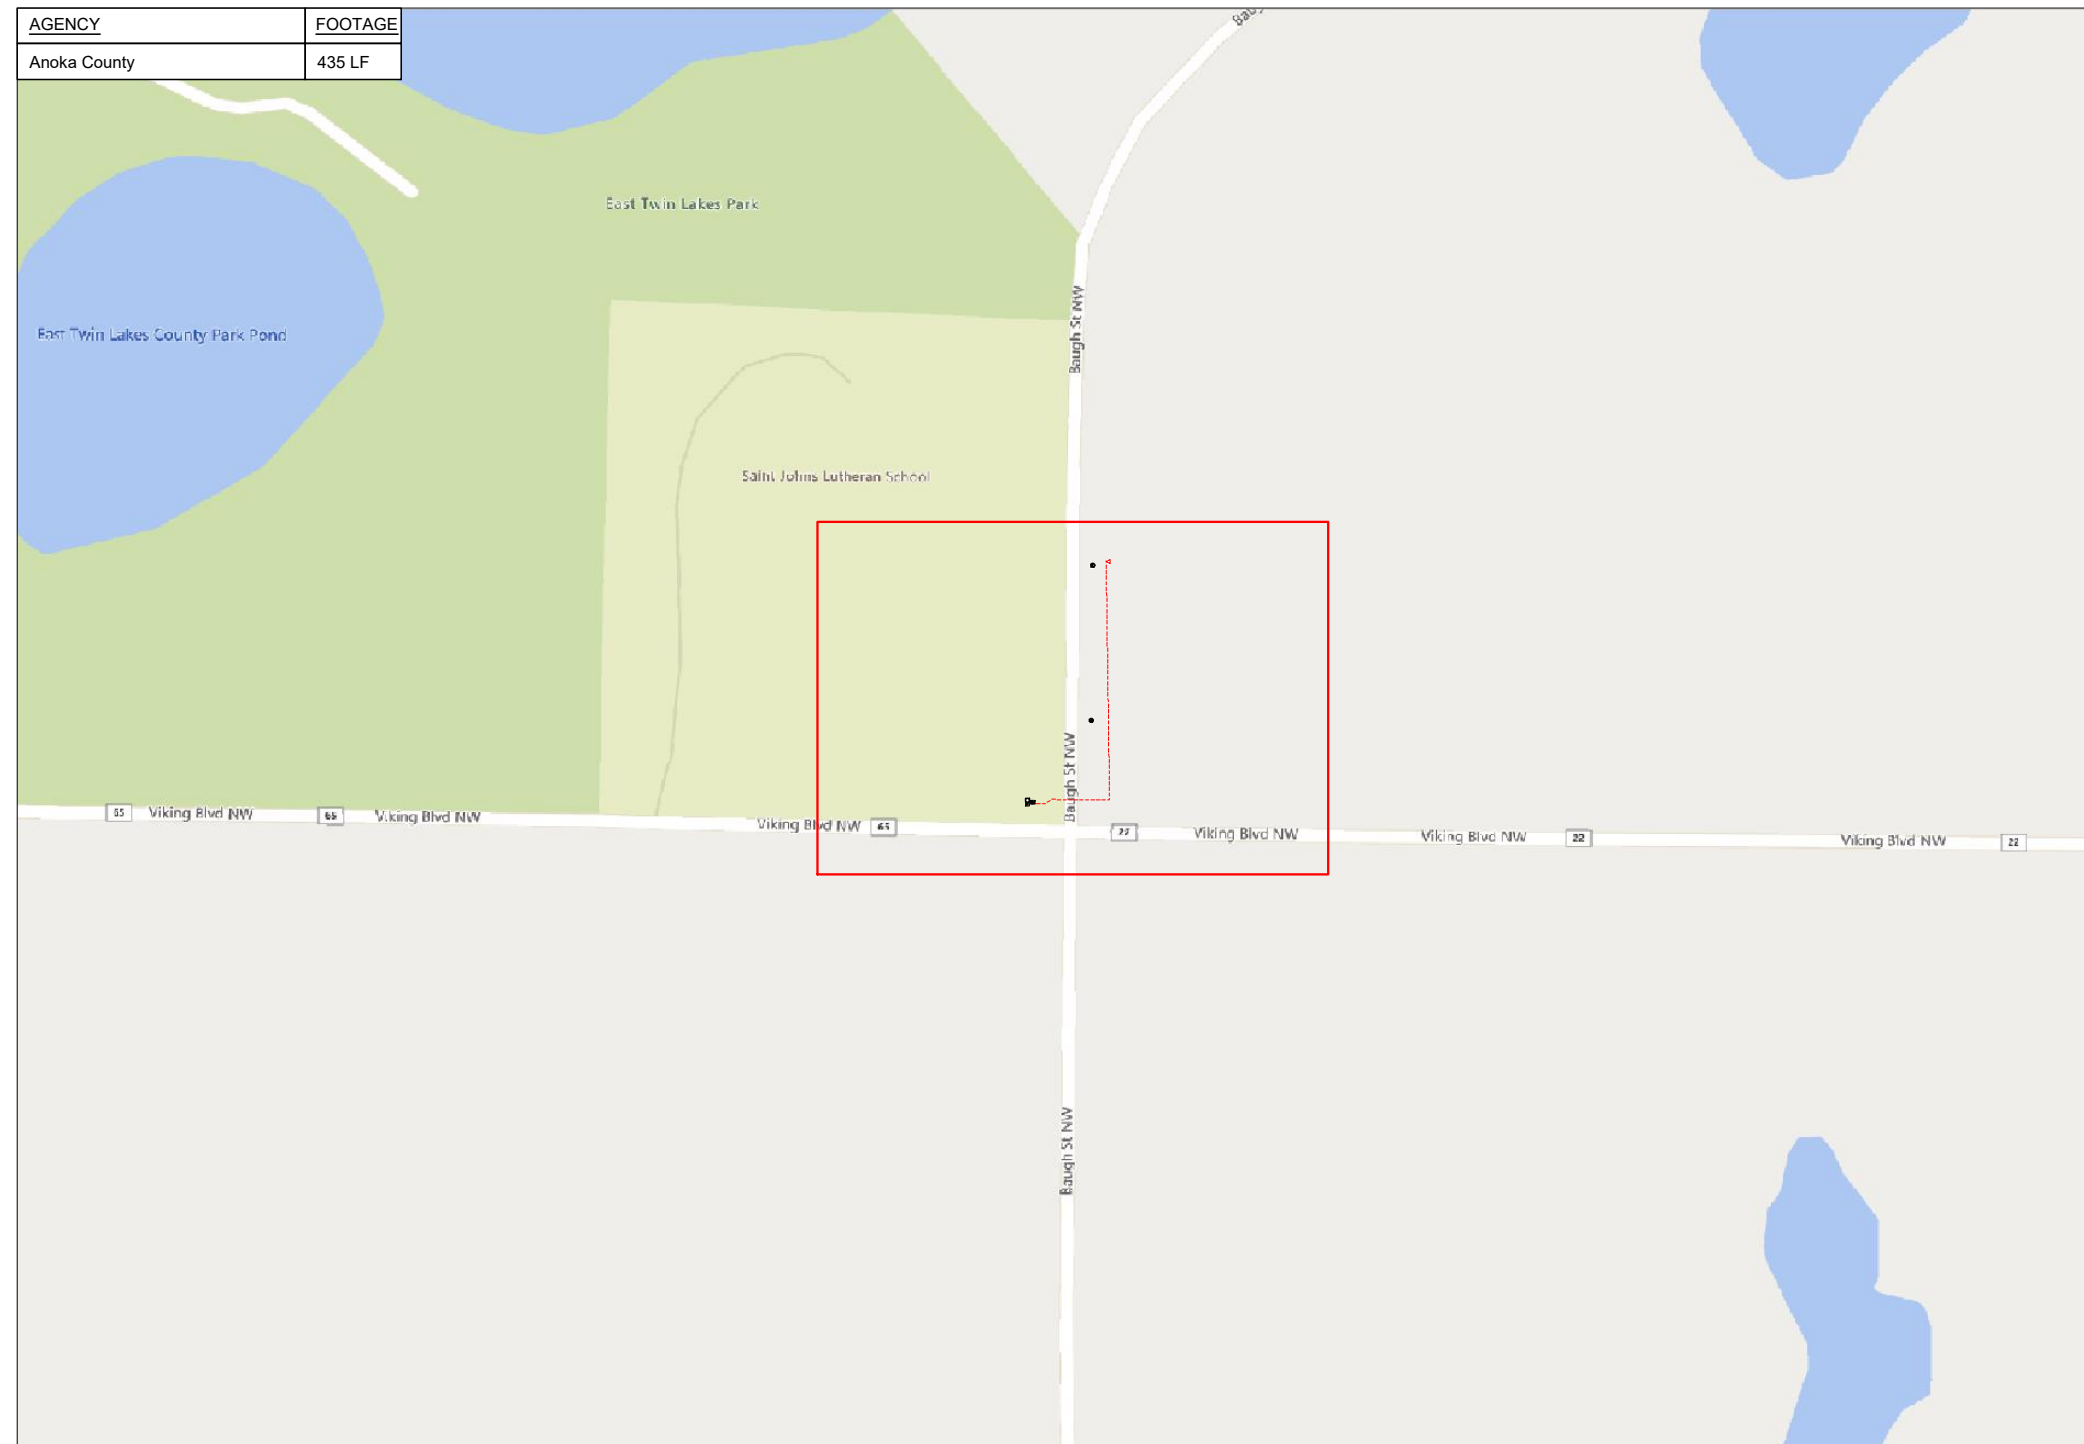 AGENCY FOOTAGE
Anoka County 435 LF
East Twin Lakes Park
East Twin Lakes County Park Pond
Baugh St NW
Saint Johns Lutheran School
Baugh St NW
65 Viking Blvd NW 65 Viking Blvd NW
Viking Blvd NW 65
22 Viking Blvd NW
Viking Blvd NW 22
Viking Blvd NW 22
Baugh St NW